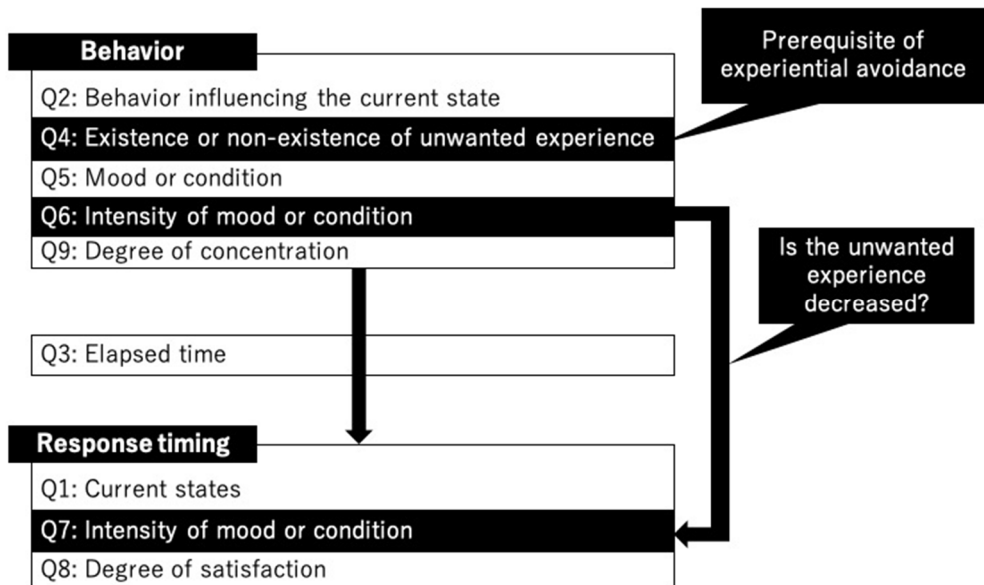 Behavior
Prerequisite of
experiential avoidance
Q2: Behavior influencing the current state
Q4: Existence or non-existence of unwanted experience
Q5: Mood or condition
Q6: Intensity of mood or condition
Q9: Degree of concentration
Is the unwanted
experience
decreased?
Q3: Elapsed time
Response timing
Q1: Current states
Q7: Intensity of mood or condition
Q8: Degree of satisfaction